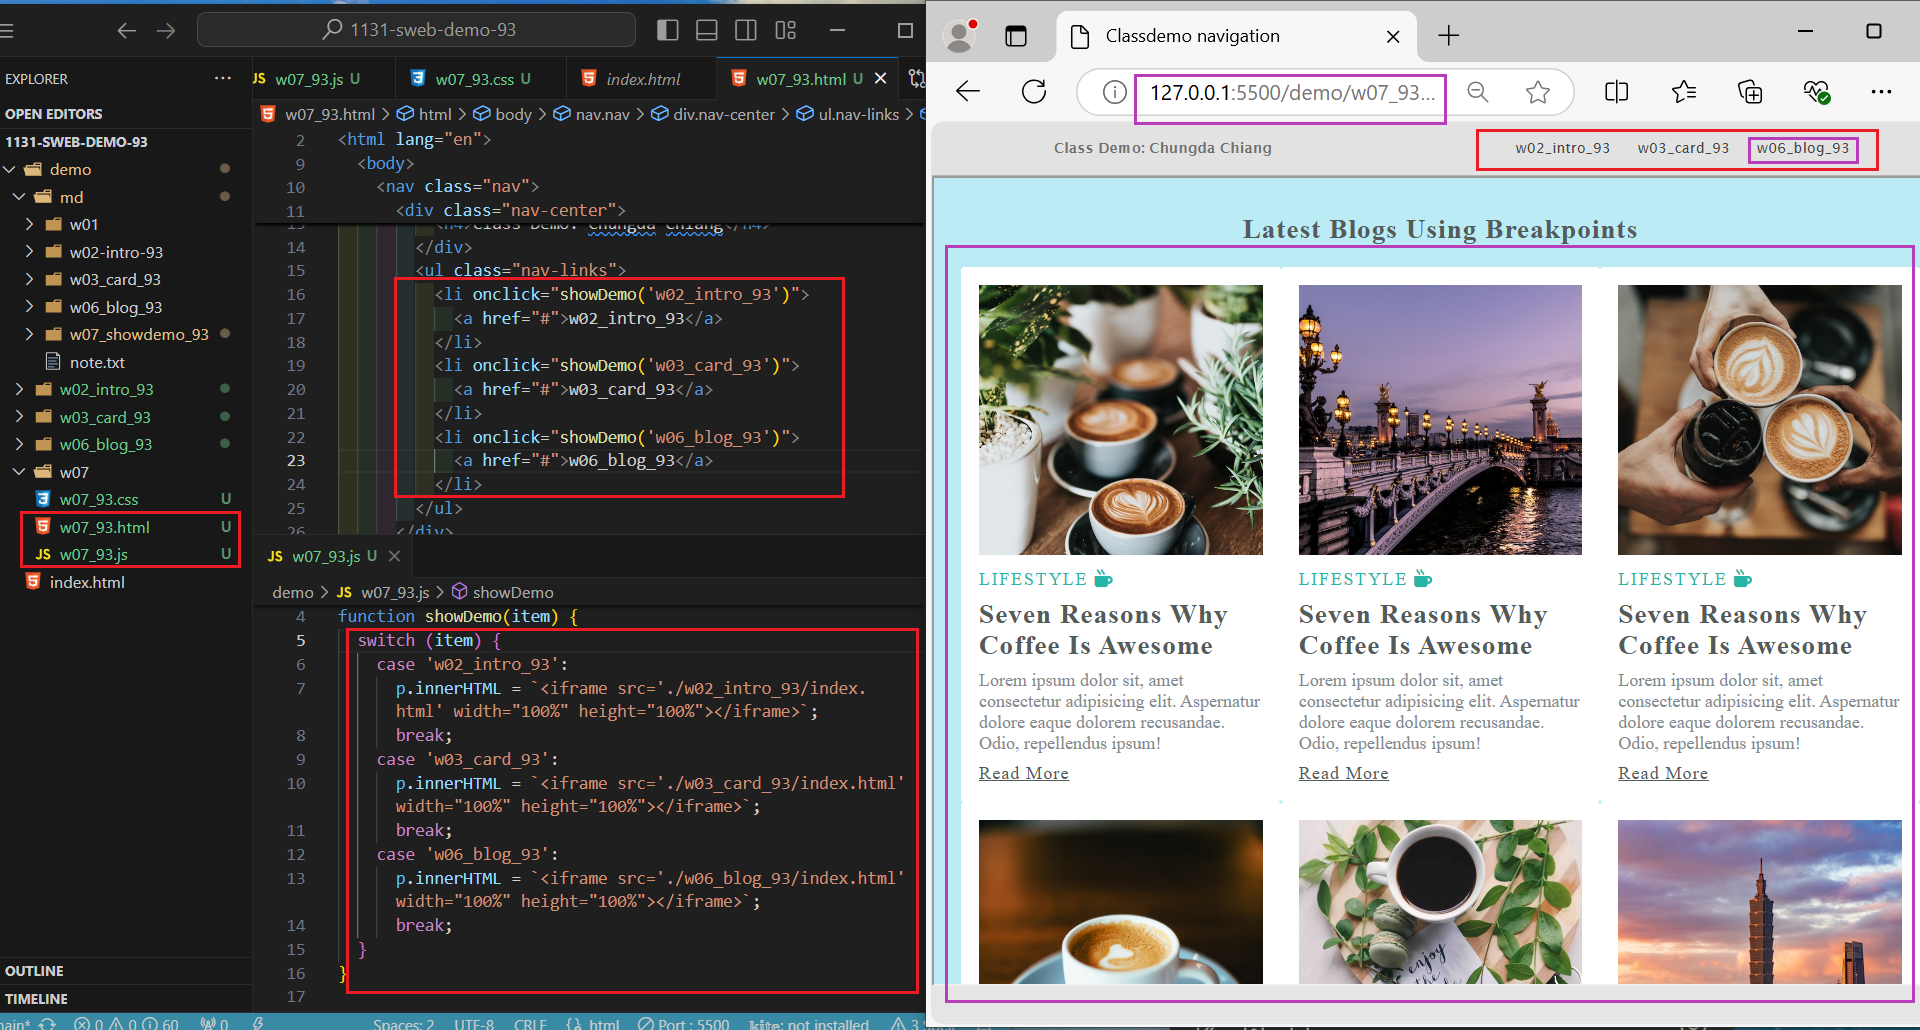 1131-sweb-demo-93
EXPLORER
OPEN EDITORS
1131-SWEB-DEMO-93
demo
md
w01
w02-intro-93
w03_card_93
w06_blog_93
w07_showdemo_93
note.txt
w02_intro_93
w03_card_93
w06_blog_93
w07
w07_93.css U
w07_93.html U
JS w07_93.js U
index.html
OUTLINE
TIMELINE
JS w07_93.js U
w07_93.css U
index.html
w07_93.html U
w07_93.html > html > body > nav.nav > div.nav-center > ul.nav-links >
2 <html lang="en">
9 <body>
10 <nav class="nav">
11 <div class="nav-center">
13 <h4>Class Demo: Chungda Chiang</h4>
14 </div>
15 <ul class="nav-links">
16 <li onclick="showDemo('w02_intro_93')">
17 <a href="#">w02_intro_93</a>
18 </li>
19 <li onclick="showDemo('w03_card_93')">
20 <a href="#">w03_card_93</a>
21 </li>
22 <li onclick="showDemo('w06_blog_93')">
23 <a href="#">w06_blog_93</a>
24 </li>
25 </ul>
26 </div>
JS w07_93.js U
demo > JS w07_93.js > showDemo
4 function showDemo(item) {
5 switch (item) {
6 case 'w02_intro_93':
7 p.innerHTML = `<iframe src='./w02_intro_93/index.
html' width="100%" height="100%"></iframe>`;
8 break;
9 case 'w03_card_93':
10 p.innerHTML = `<iframe src='./w03_card_93/index.html'
width="100%" height="100%"></iframe>`;
11 break;
12 case 'w06_blog_93':
13 p.innerHTML = `<iframe src='./w06_blog_93/index.html'
width="100%" height="100%"></iframe>`;
14 break;
15 }
16 }
17
0 0 60 0 Spaces: 2 UTF-8 CRLF {} html Port : 5500 kite: not installed 3
Classdemo navigation
127.0.0.1:5500/demo/w07_93...
Class Demo: Chungda Chiang
w02_intro_93 w03_card_93 w06_blog_93
Latest Blogs Using Breakpoints
LIFESTYLE
Seven Reasons Why
Coffee Is Awesome
Lorem ipsum dolor sit, amet
consectetur adipisicing elit. Aspernatur
dolore eaque dolorem recusandae.
Odio, repellendus ipsum!
Read More
LIFESTYLE
Seven Reasons Why
Coffee Is Awesome
Lorem ipsum dolor sit, amet
consectetur adipisicing elit. Aspernatur
dolore eaque dolorem recusandae.
Odio, repellendus ipsum!
Read More
LIFESTYLE
Seven Reasons Why
Coffee Is Awesome
Lorem ipsum dolor sit, amet
consectetur adipisicing elit. Aspernatur
dolore eaque dolorem recusandae.
Odio, repellendus ipsum!
Read More
enjoy
the